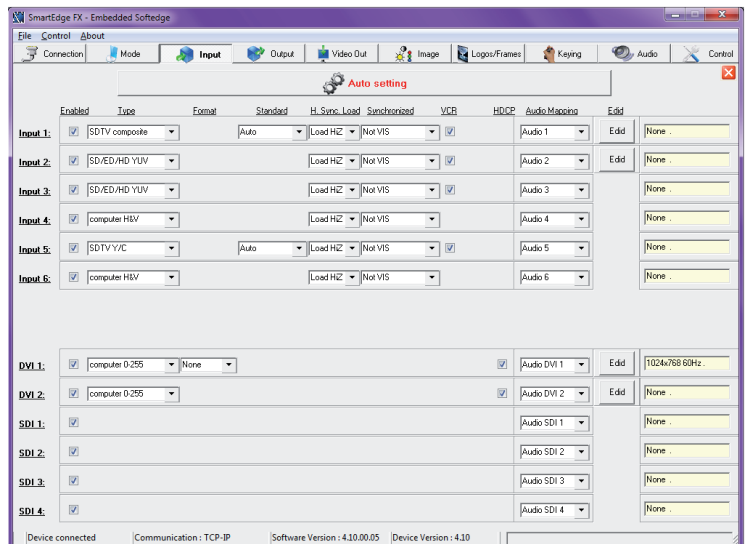 SmartEdge FX - Embedded Softedge
File Control About
Connection Mode Input Output Video Out Image Logos/Frames Keying Audio Control
Auto setting
Enabled Type Format Standard H. Sync. Load Synchronized VCR HDCP Audio Mapping Edid
Input 1: SDTV composite Auto Load HiZ Not VIS Audio 1 Edid None .
Input 2: SD/ED/HD YUV Load HiZ Not VIS Audio 2 Edid None .
Input 3: SD/ED/HD YUV Load HiZ Not VIS Audio 3 None .
Input 4: computer H&V Load HiZ Not VIS Audio 4 None .
Input 5: SDTV Y/C Auto Load HiZ Not VIS Audio 5 None .
Input 6: computer H&V Load HiZ Not VIS Audio 6 None .
DVI 1: computer 0-255 None Audio DVI 1 Edid 1024x768 60Hz .
DVI 2: computer 0-255 Audio DVI 2 Edid None .
SDI 1: Audio SDI 1 None .
SDI 2: Audio SDI 2 None .
SDI 3: Audio SDI 3 None .
SDI 4: Audio SDI 4 None .
Device connected Communication : TCP-IP Software Version : 4.10.00.05 Device Version : 4.10